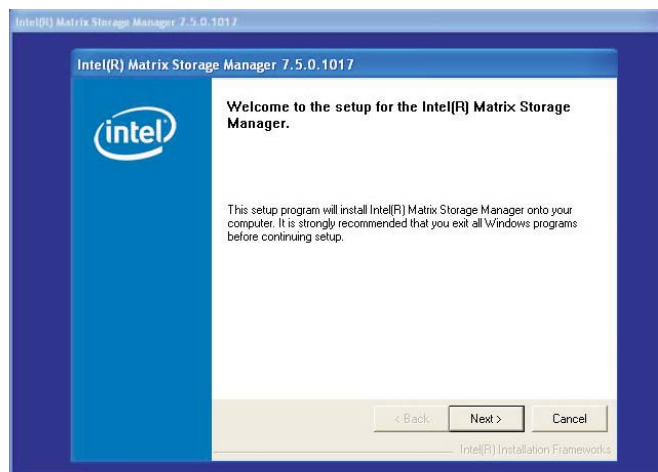 Intel(R) Matrix Storage Manager 7.5.0.1017
Intel(R) Matrix Storage Manager 7.5.0.1017
intel
Welcome to the setup for the Intel(R) Matrix Storage
Manager.
This setup program will install Intel(R) Matrix Storage Manager onto your
computer. It is strongly recommended that you exit all Windows programs
before continuing setup.
< Back
Next >
Cancel
Intel(R) Installation Frameworks